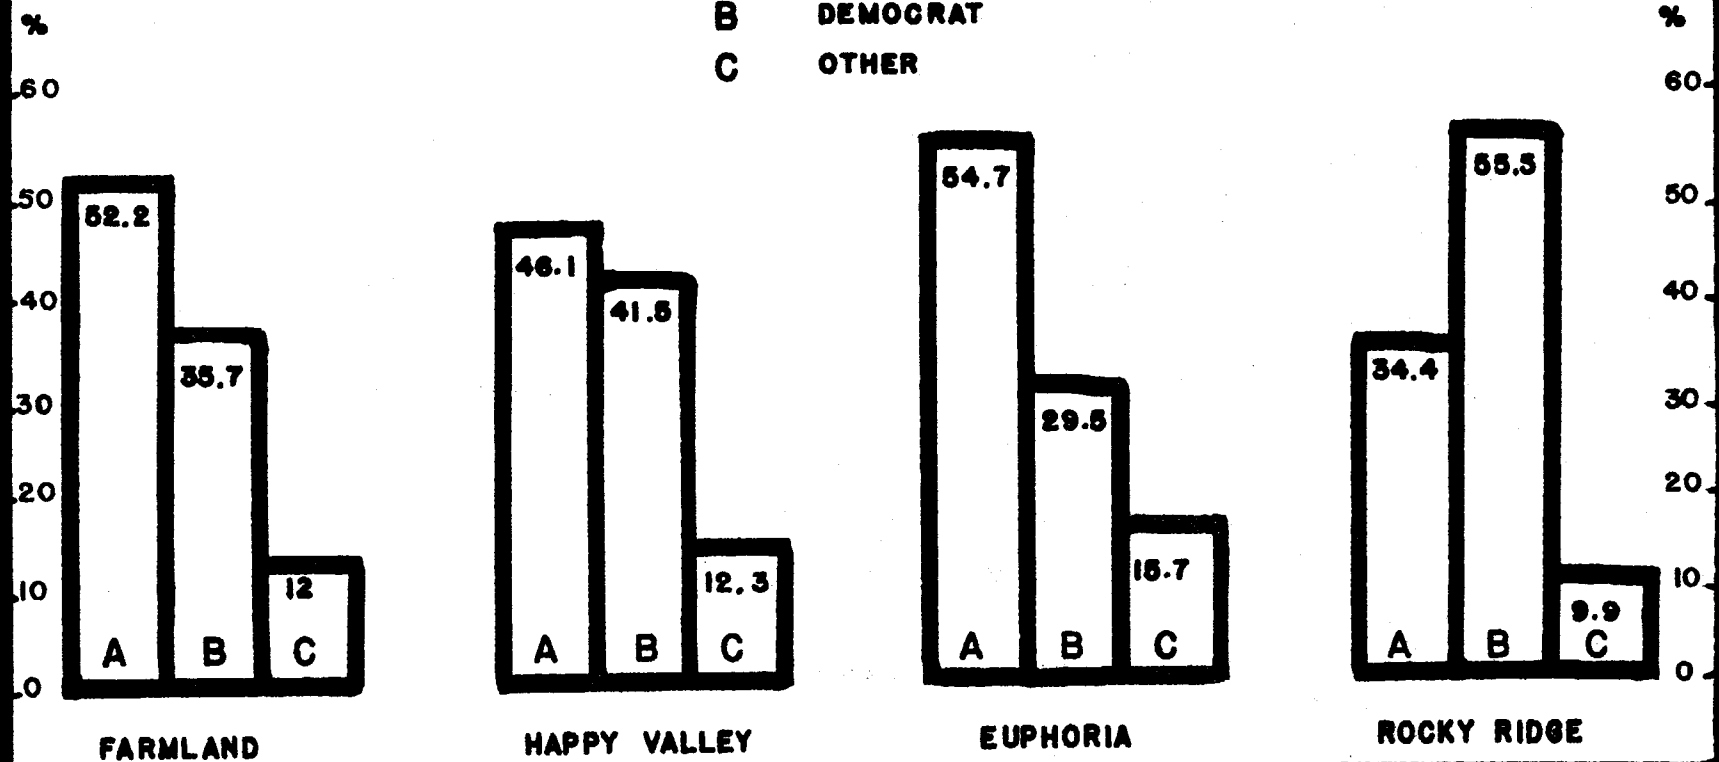 %
%
B DEMOCRAT
C OTHER
60
60
50
50
40
40
30
30
20
20
10
10
0
0
52.2
35.7
12
A B C
FARMLAND
46.1
41.5
12.3
A B C
HAPPY VALLEY
54.7
29.5
15.7
A B C
EUPHORIA
34.4
55.5
9.9
A B C
ROCKY RIDGE